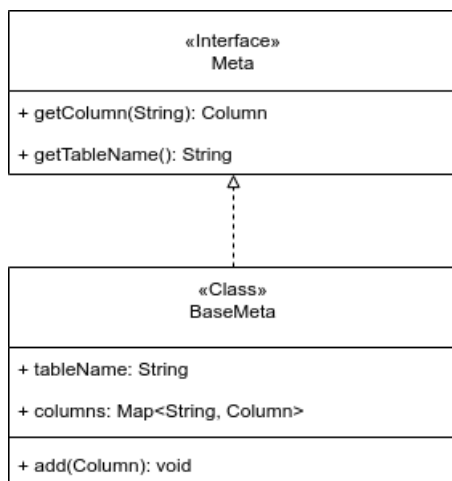 «Interface»
Meta
+ getColumn(String): Column
+ getTableName(): String
«Class»
BaseMeta
+ tableName: String
+ columns: Map<String, Column>
+ add(Column): void